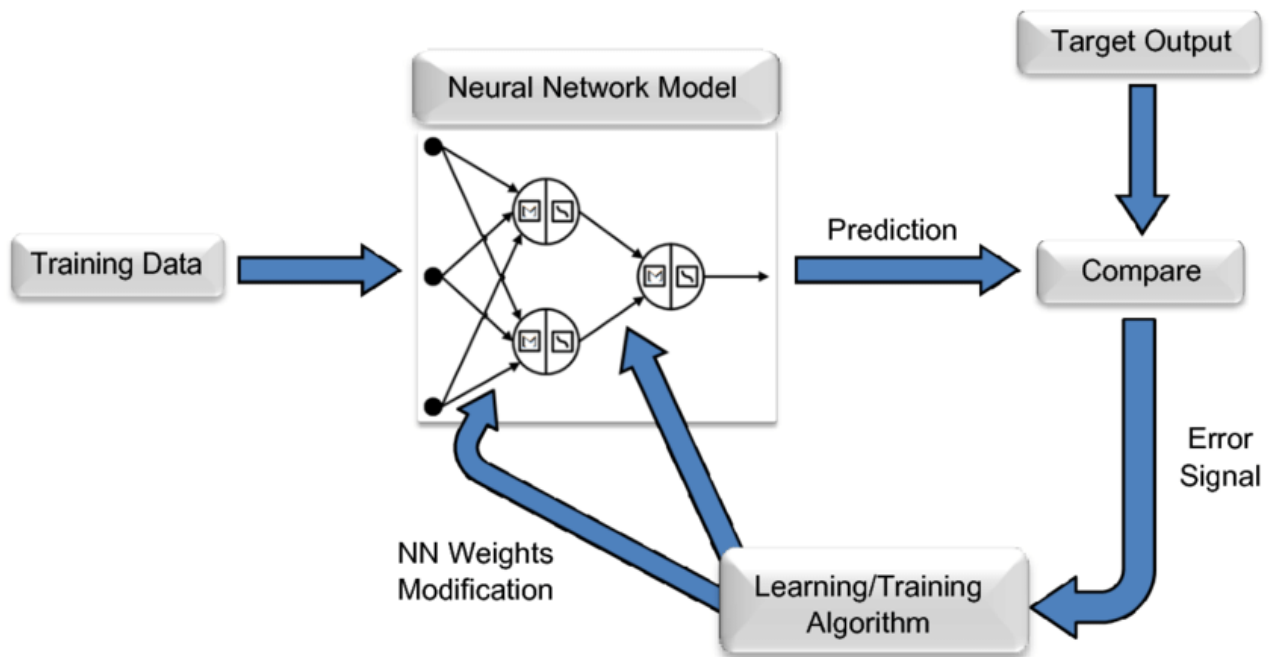 Target Output
Neural Network Model
Training Data
Prediction
Compare
Error
Signal
NN Weights
Modification
Learning/Training
Algorithm